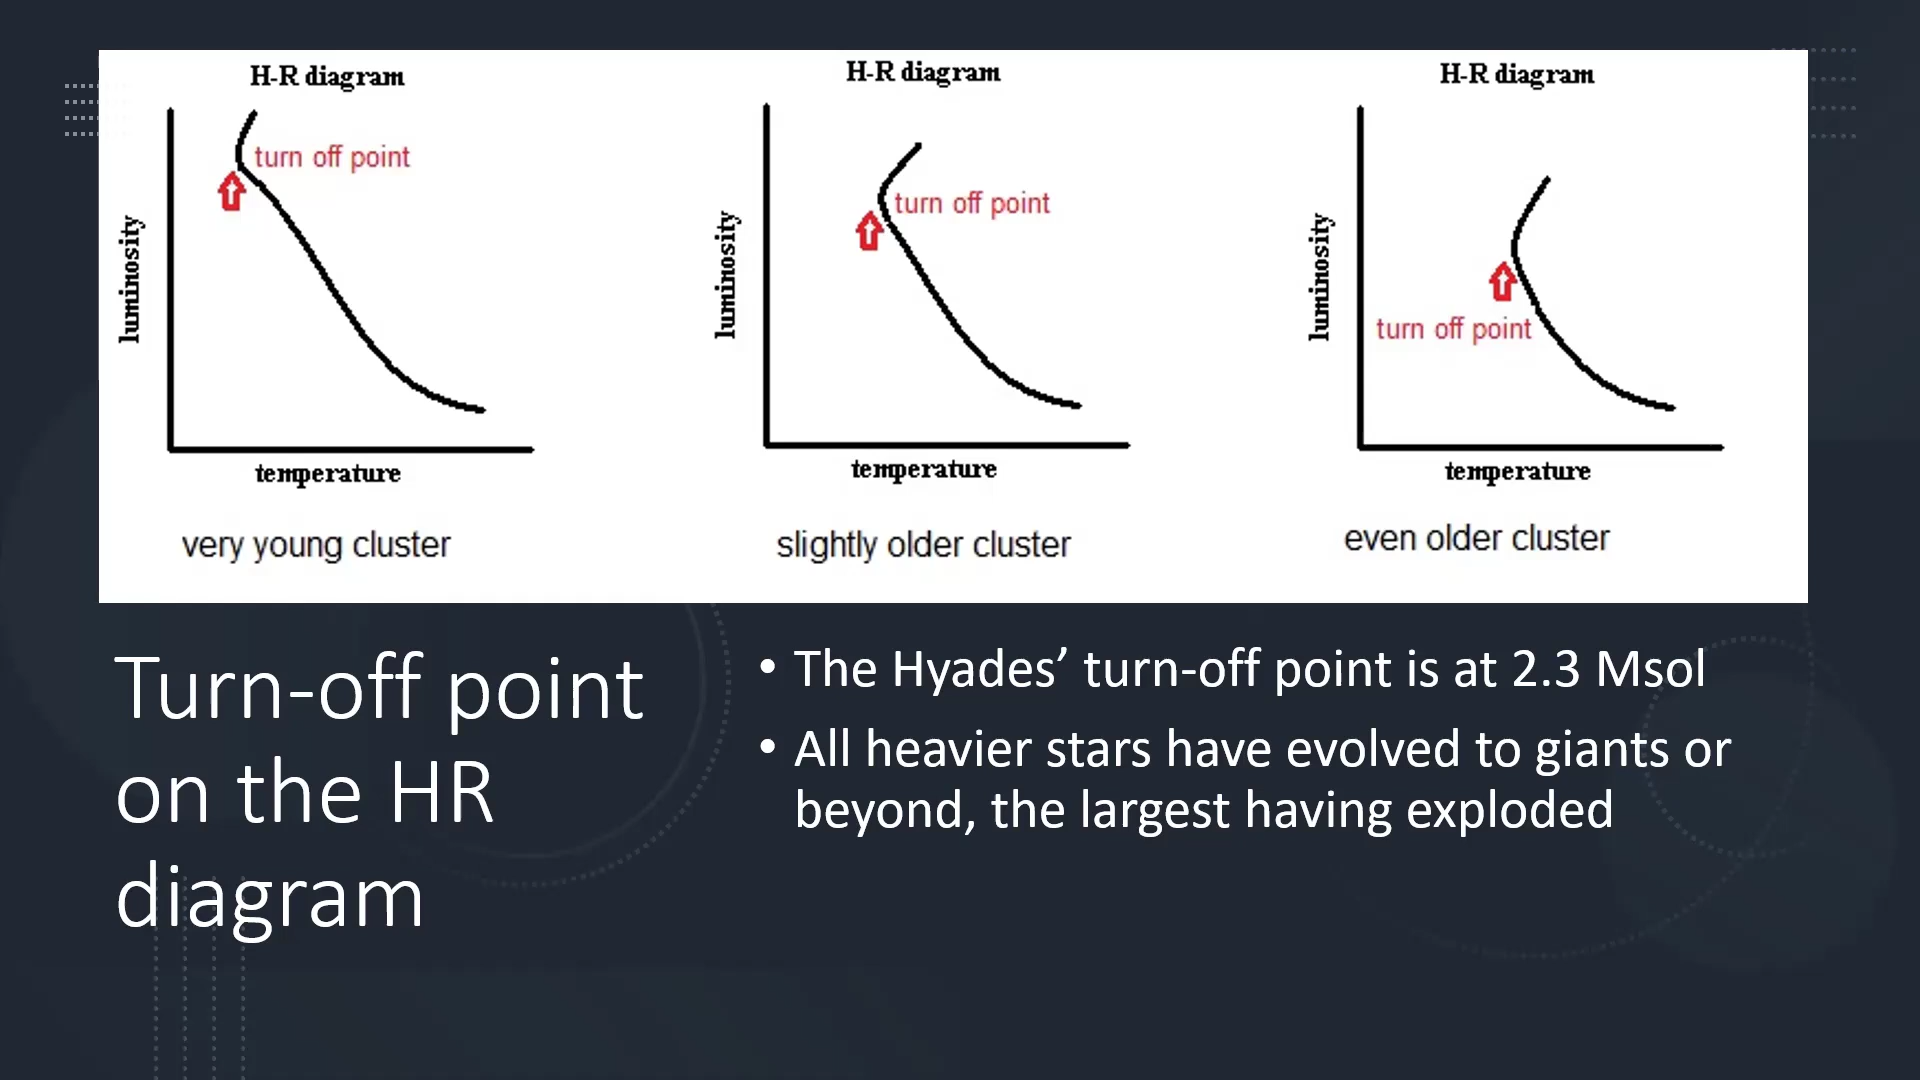 H-R diagram
turn off point
luminosity
temperature
very young cluster
H-R diagram
turn off point
luminosity
temperature
slightly older cluster
H-R diagram
luminosity
turn off point
temperature
even older cluster
Turn-off point
on the HR
diagram
• The Hyades’ turn-off point is at 2.3 Msol
• All heavier stars have evolved to giants or
beyond, the largest having exploded